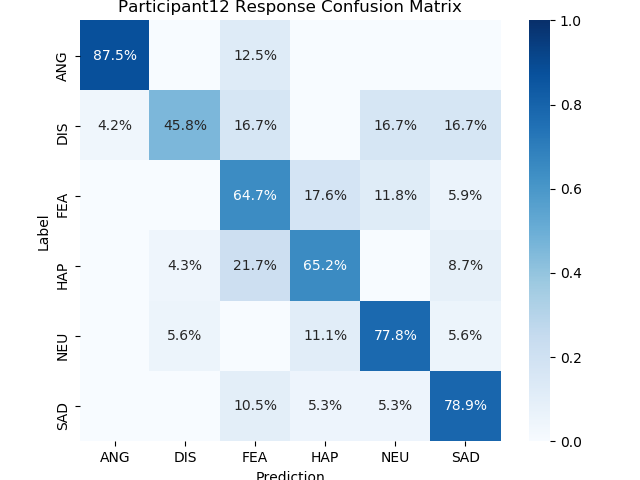 Participant12 Response Confusion Matrix
ANG 87.5% 12.5%
DIS 4.2% 45.8% 16.7% 16.7% 16.7%
FEA 64.7% 17.6% 11.8% 5.9%
HAP 4.3% 21.7% 65.2% 8.7%
NEU 5.6% 11.1% 77.8% 5.6%
SAD 10.5% 5.3% 5.3% 78.9%
ANG DIS FEA HAP NEU SAD
Label
Prediction
1.0
0.8
0.6
0.4
0.2
0.0